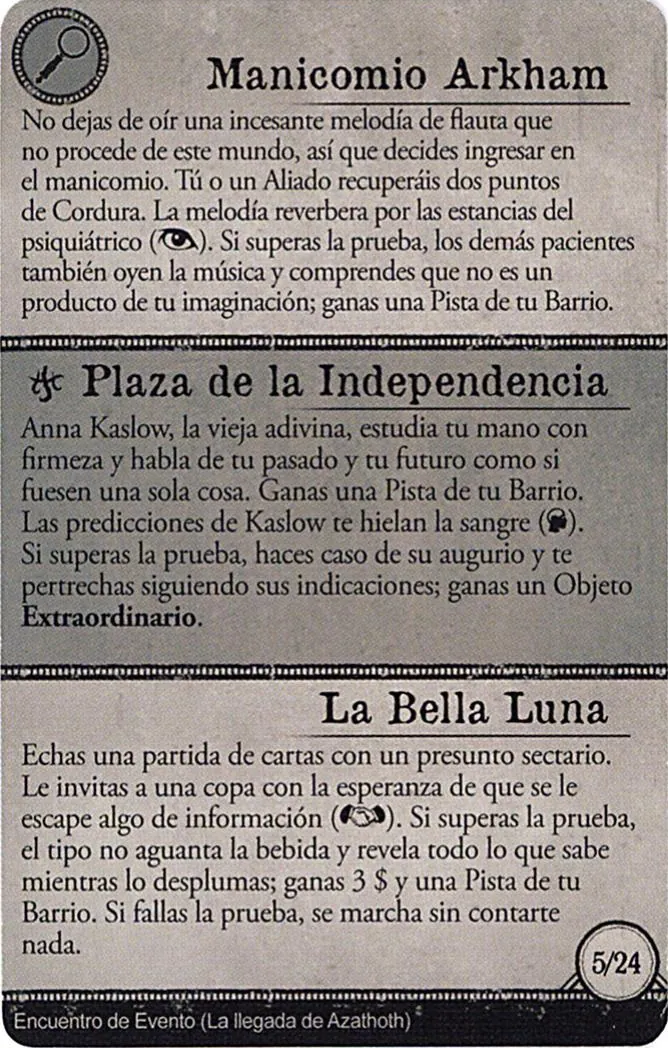 Manicomio Arkham
No dejas de oír una incesante melodía de flauta que
no procede de este mundo, así que decides ingresar en
el manicomio. Tú o un Aliado recuperáis dos puntos
de Cordura. La melodía reverbera por las estancias del
psiquiátrico (). Si superas la prueba, los demás pacientes
también oyen la música y comprendes que no es un
producto de tu imaginación; ganas una Pista de tu Barrio.
Plaza de la Independencia
Anna Kaslow, la vieja adivina, estudia tu mano con
firmeza y habla de tu pasado y tu futuro como si
fuesen una sola cosa. Ganas una Pista de tu Barrio.
Las predicciones de Kaslow te hielan la sangre ().
Si superas la prueba, haces caso de su augurio y te
pertrechas siguiendo sus indicaciones; ganas un Objeto
Extraordinario.
La Bella Luna
Echas una partida de cartas con un presunto sectario.
Le invitas a una copa con la esperanza de que se le
escape algo de información (). Si superas la prueba,
el tipo no aguanta la bebida y revela todo lo que sabe
mientras lo desplumas; ganas 3 $ y una Pista de tu
Barrio. Si fallas la prueba, se marcha sin contarte
nada.
5/24
Encuentro de Evento (La llegada de Azathoth)